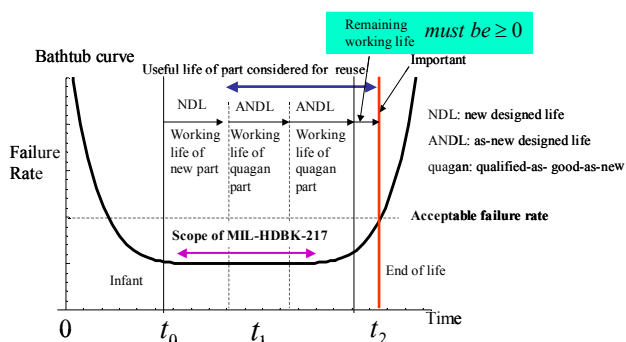 Remaining
working life must be ≥ 0
Bathtub curve
Important
Useful life of part considered for reuse
NDL
ANDL
ANDL
NDL: new designed life
Working
life of
new part
Working
life of
quagan
part
Working
life of
quagan
part
ANDL: as-new designed life
quagan: qualified-as- good-as-new
Failure
Rate
Acceptable failure rate
Scope of MIL-HDBK-217
Infant
End of life
0
t0
t1
t2
Time